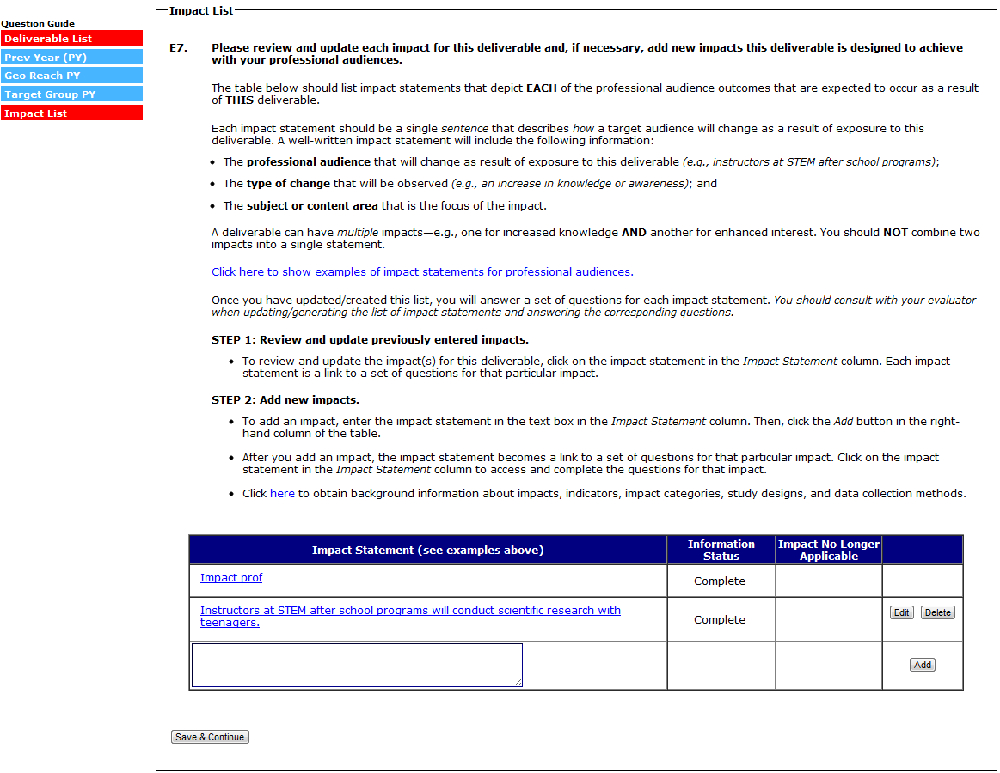 Question Guide
Deliverable List
Prev Year (PY)
Geo Reach PY
Target Group PY
Impact List
Impact List
E7. Please review and update each impact for this deliverable and, if necessary, add new impacts this deliverable is designed to achieve
with your professional audiences.
The table below should list impact statements that depict EACH of the professional audience outcomes that are expected to occur as a result
of THIS deliverable.
Each impact statement should be a single sentence that describes how a target audience will change as a result of exposure to this
deliverable. A well-written impact statement will include the following information:
• The professional audience that will change as result of exposure to this deliverable (e.g., instructors at STEM after school programs);
• The type of change that will be observed (e.g., an increase in knowledge or awareness); and
• The subject or content area that is the focus of the impact.
A deliverable can have multiple impacts—e.g., one for increased knowledge AND another for enhanced interest. You should NOT combine two
impacts into a single statement.
Click here to show examples of impact statements for professional audiences.
Once you have updated/created this list, you will answer a set of questions for each impact statement. You should consult with your evaluator
when updating/generating the list of impact statements and answering the corresponding questions.
STEP 1: Review and update previously entered impacts.
• To review and update the impact(s) for this deliverable, click on the impact statement in the Impact Statement column. Each impact
statement is a link to a set of questions for that particular impact.
STEP 2: Add new impacts.
• To add an impact, enter the impact statement in the text box in the Impact Statement column. Then, click the Add button in the right-
hand column of the table.
• After you add an impact, the impact statement becomes a link to a set of questions for that particular impact. Click on the impact
statement in the Impact Statement column to access and complete the questions for that impact.
• Click here to obtain background information about impacts, indicators, impact categories, study designs, and data collection methods.
Impact Statement (see examples above)
Information
Status
Impact No Longer
Applicable
Impact prof
Complete
Instructors at STEM after school programs will conduct scientific research with
teenagers.
Complete
Edit Delete
Add
Save & Continue